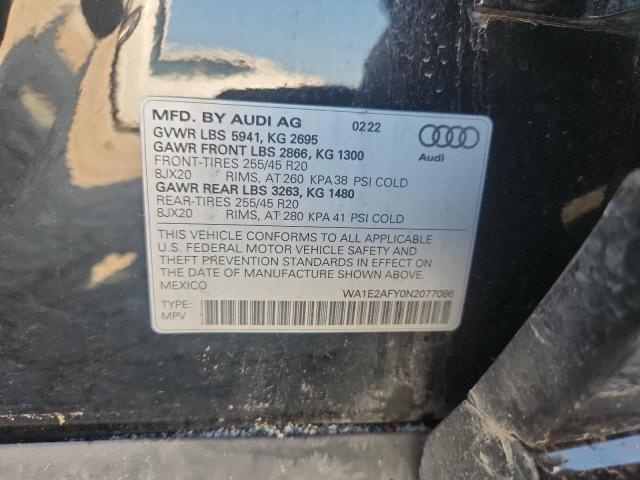 MFD. BY AUDI AG 02 22
GVWR LBS 5941, KG 2695
GAWR FRONT LBS 2866, KG 1300
FRONT-TIRES 255/45 R20
8JX20 RIMS, AT 260 KPA 38 PSI COLD
GAWR REAR LBS 3263, KG 1480
REAR-TIRES 255/45 R20
8JX20 RIMS, AT 280 KPA 41 PSI COLD
Audi
THIS VEHICLE CONFORMS TO ALL APPLICABLE
U.S. FEDERAL MOTOR VEHICLE SAFETY AND
THEFT PREVENTION STANDARDS IN EFFECT ON
THE DATE OF MANUFACTURE SHOWN ABOVE.
MEXICO
WA1E2AFY0N2077086
TYPE:
MPV